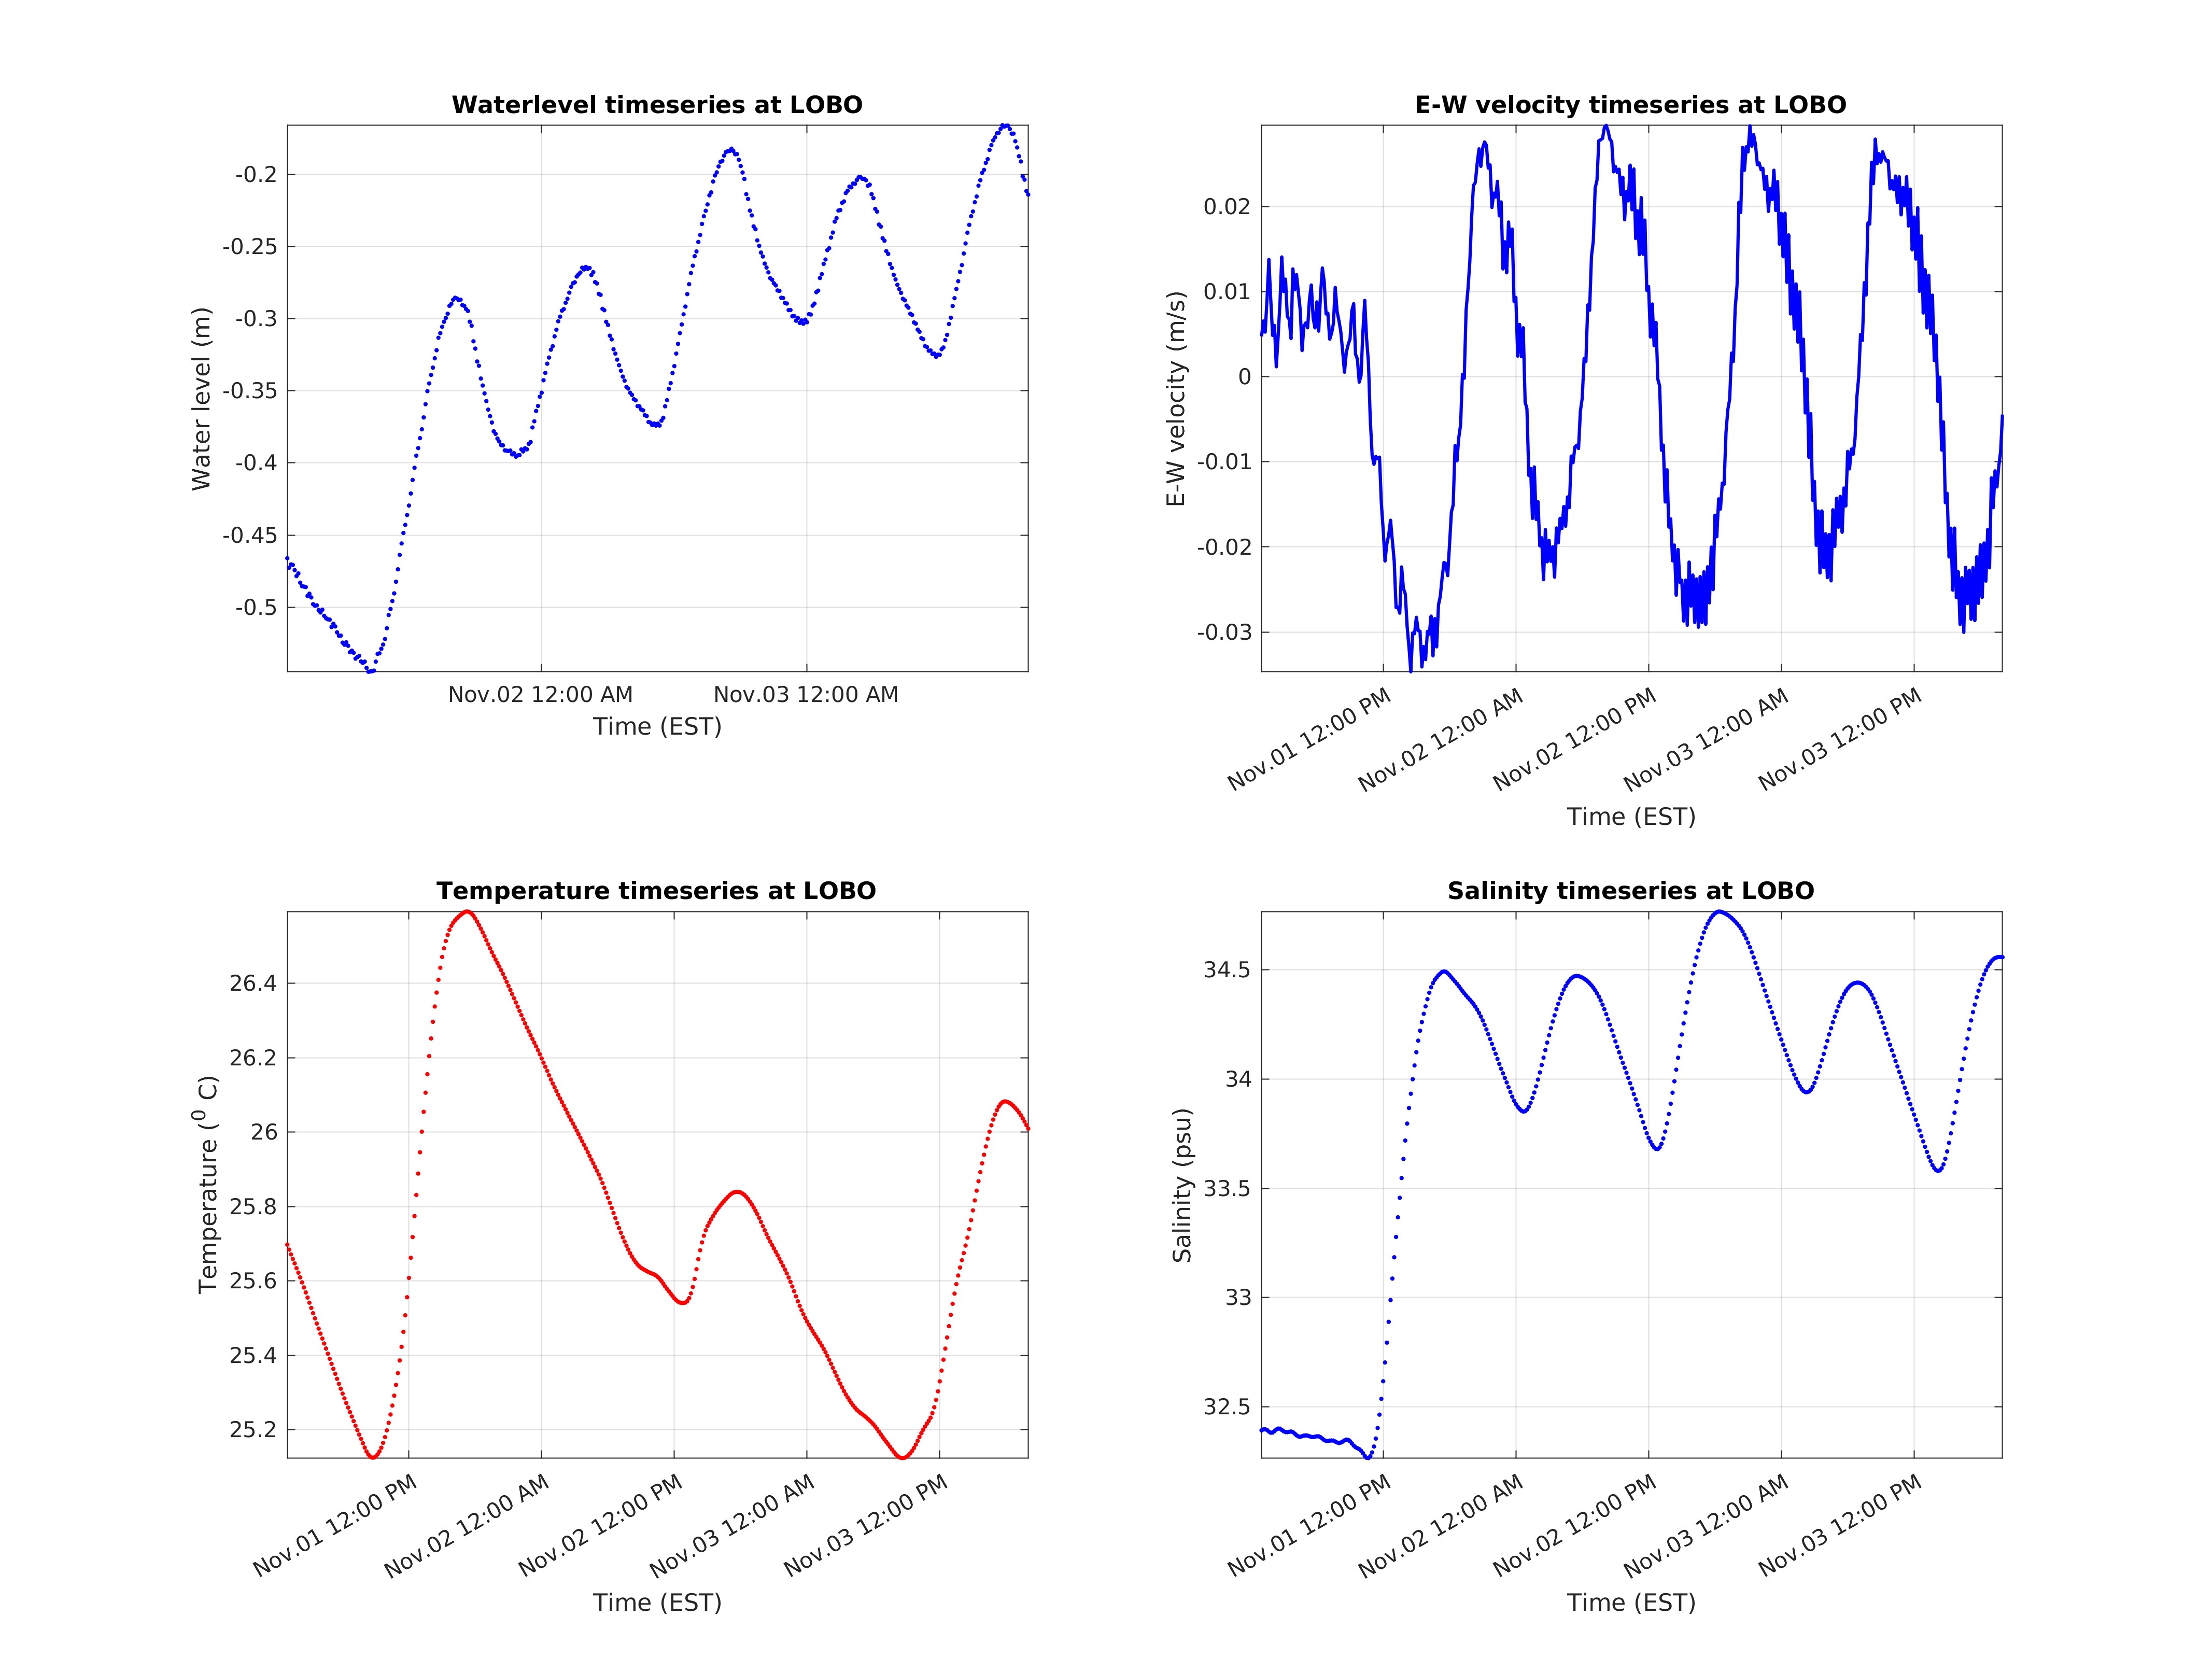 Waterlevel timeseries at LOBO
Water level (m)
-0.2
-0.25
-0.3
-0.35
-0.4
-0.45
-0.5
Nov.02 12:00 AM Nov.03 12:00 AM
Time (EST)
E-W velocity timeseries at LOBO
E-W velocity (m/s)
0.02
0.01
0
-0.01
-0.02
-0.03
Nov.01 12:00 PM
Nov.02 12:00 AM
Nov.02 12:00 PM
Nov.03 12:00 AM
Nov.03 12:00 PM
Time (EST)
Temperature timeseries at LOBO
Temperature (⁰ C)
26.4
26.2
26
25.8
25.6
25.4
25.2
Nov.01 12:00 PM
Nov.02 12:00 AM
Nov.02 12:00 PM
Nov.03 12:00 AM
Nov.03 12:00 PM
Time (EST)
Salinity timeseries at LOBO
Salinity (psu)
34.5
34
33.5
33
32.5
Nov.01 12:00 PM
Nov.02 12:00 AM
Nov.02 12:00 PM
Nov.03 12:00 AM
Nov.03 12:00 PM
Time (EST)